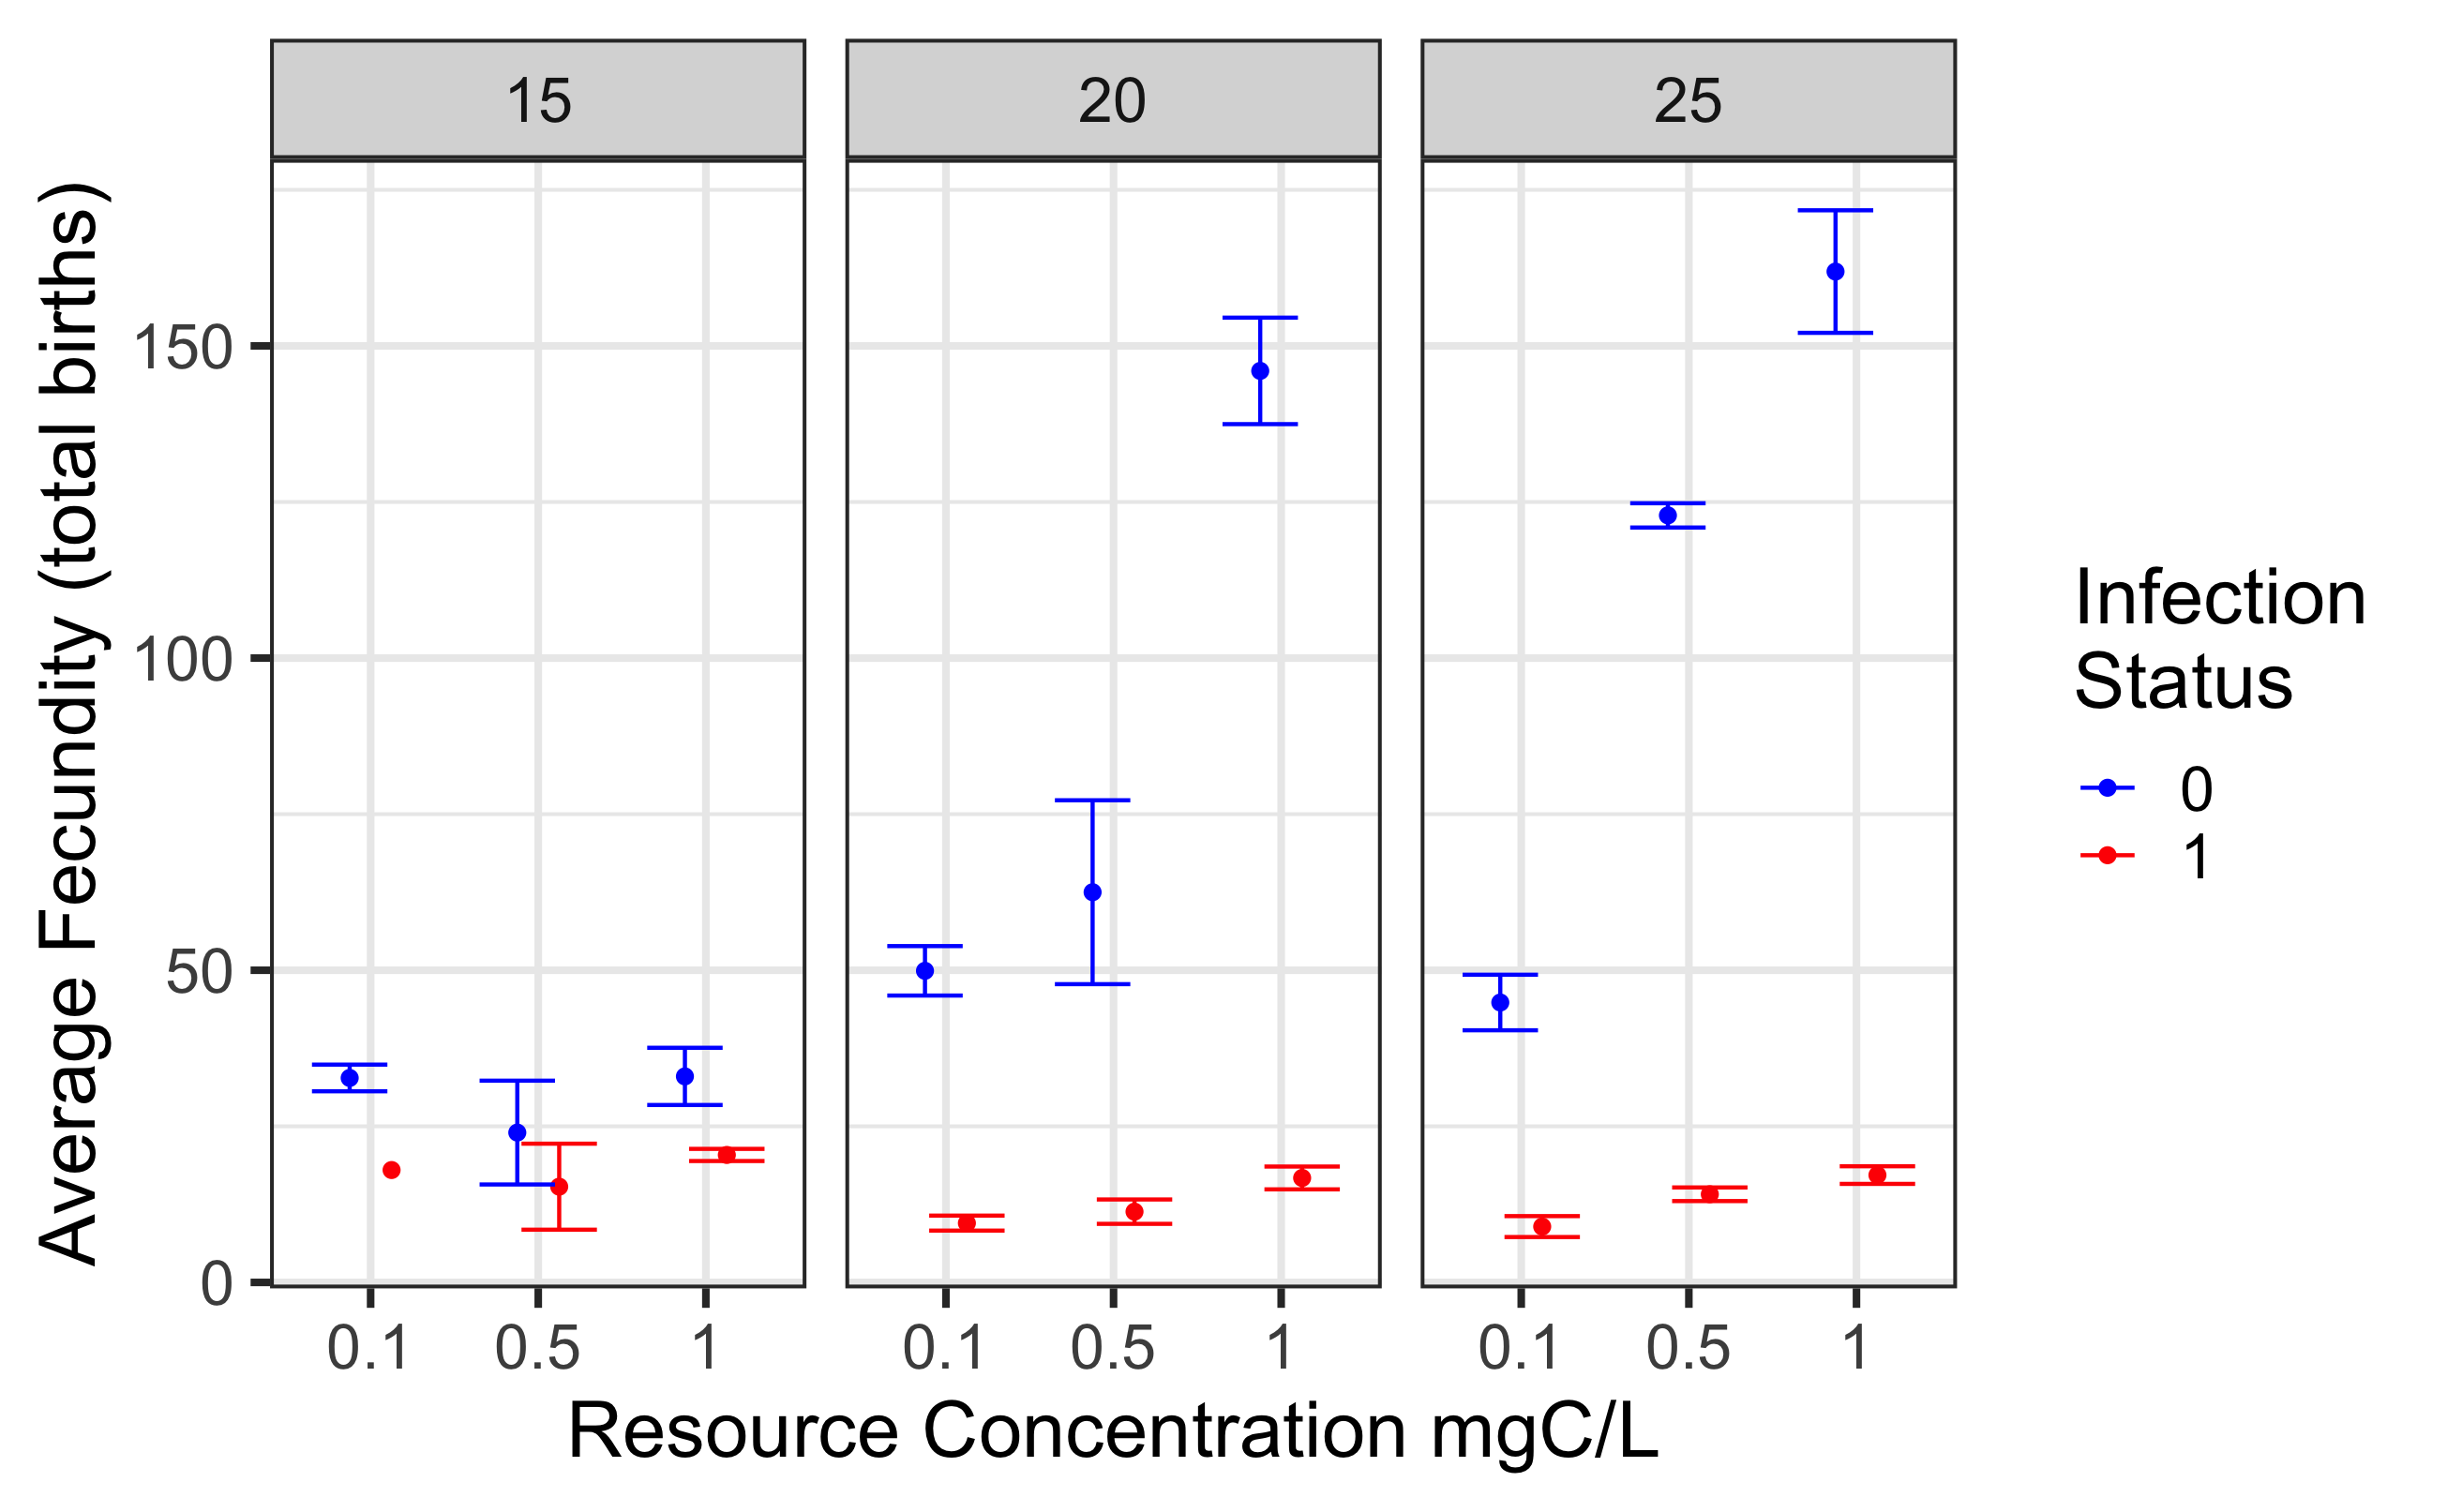 15 20 25
Average Fecundity (total births)
150
100
50
0
0.1 0.5 1 0.1 0.5 1 0.1 0.5 1
Resource Concentration mgC/L
Infection
Status
0
1